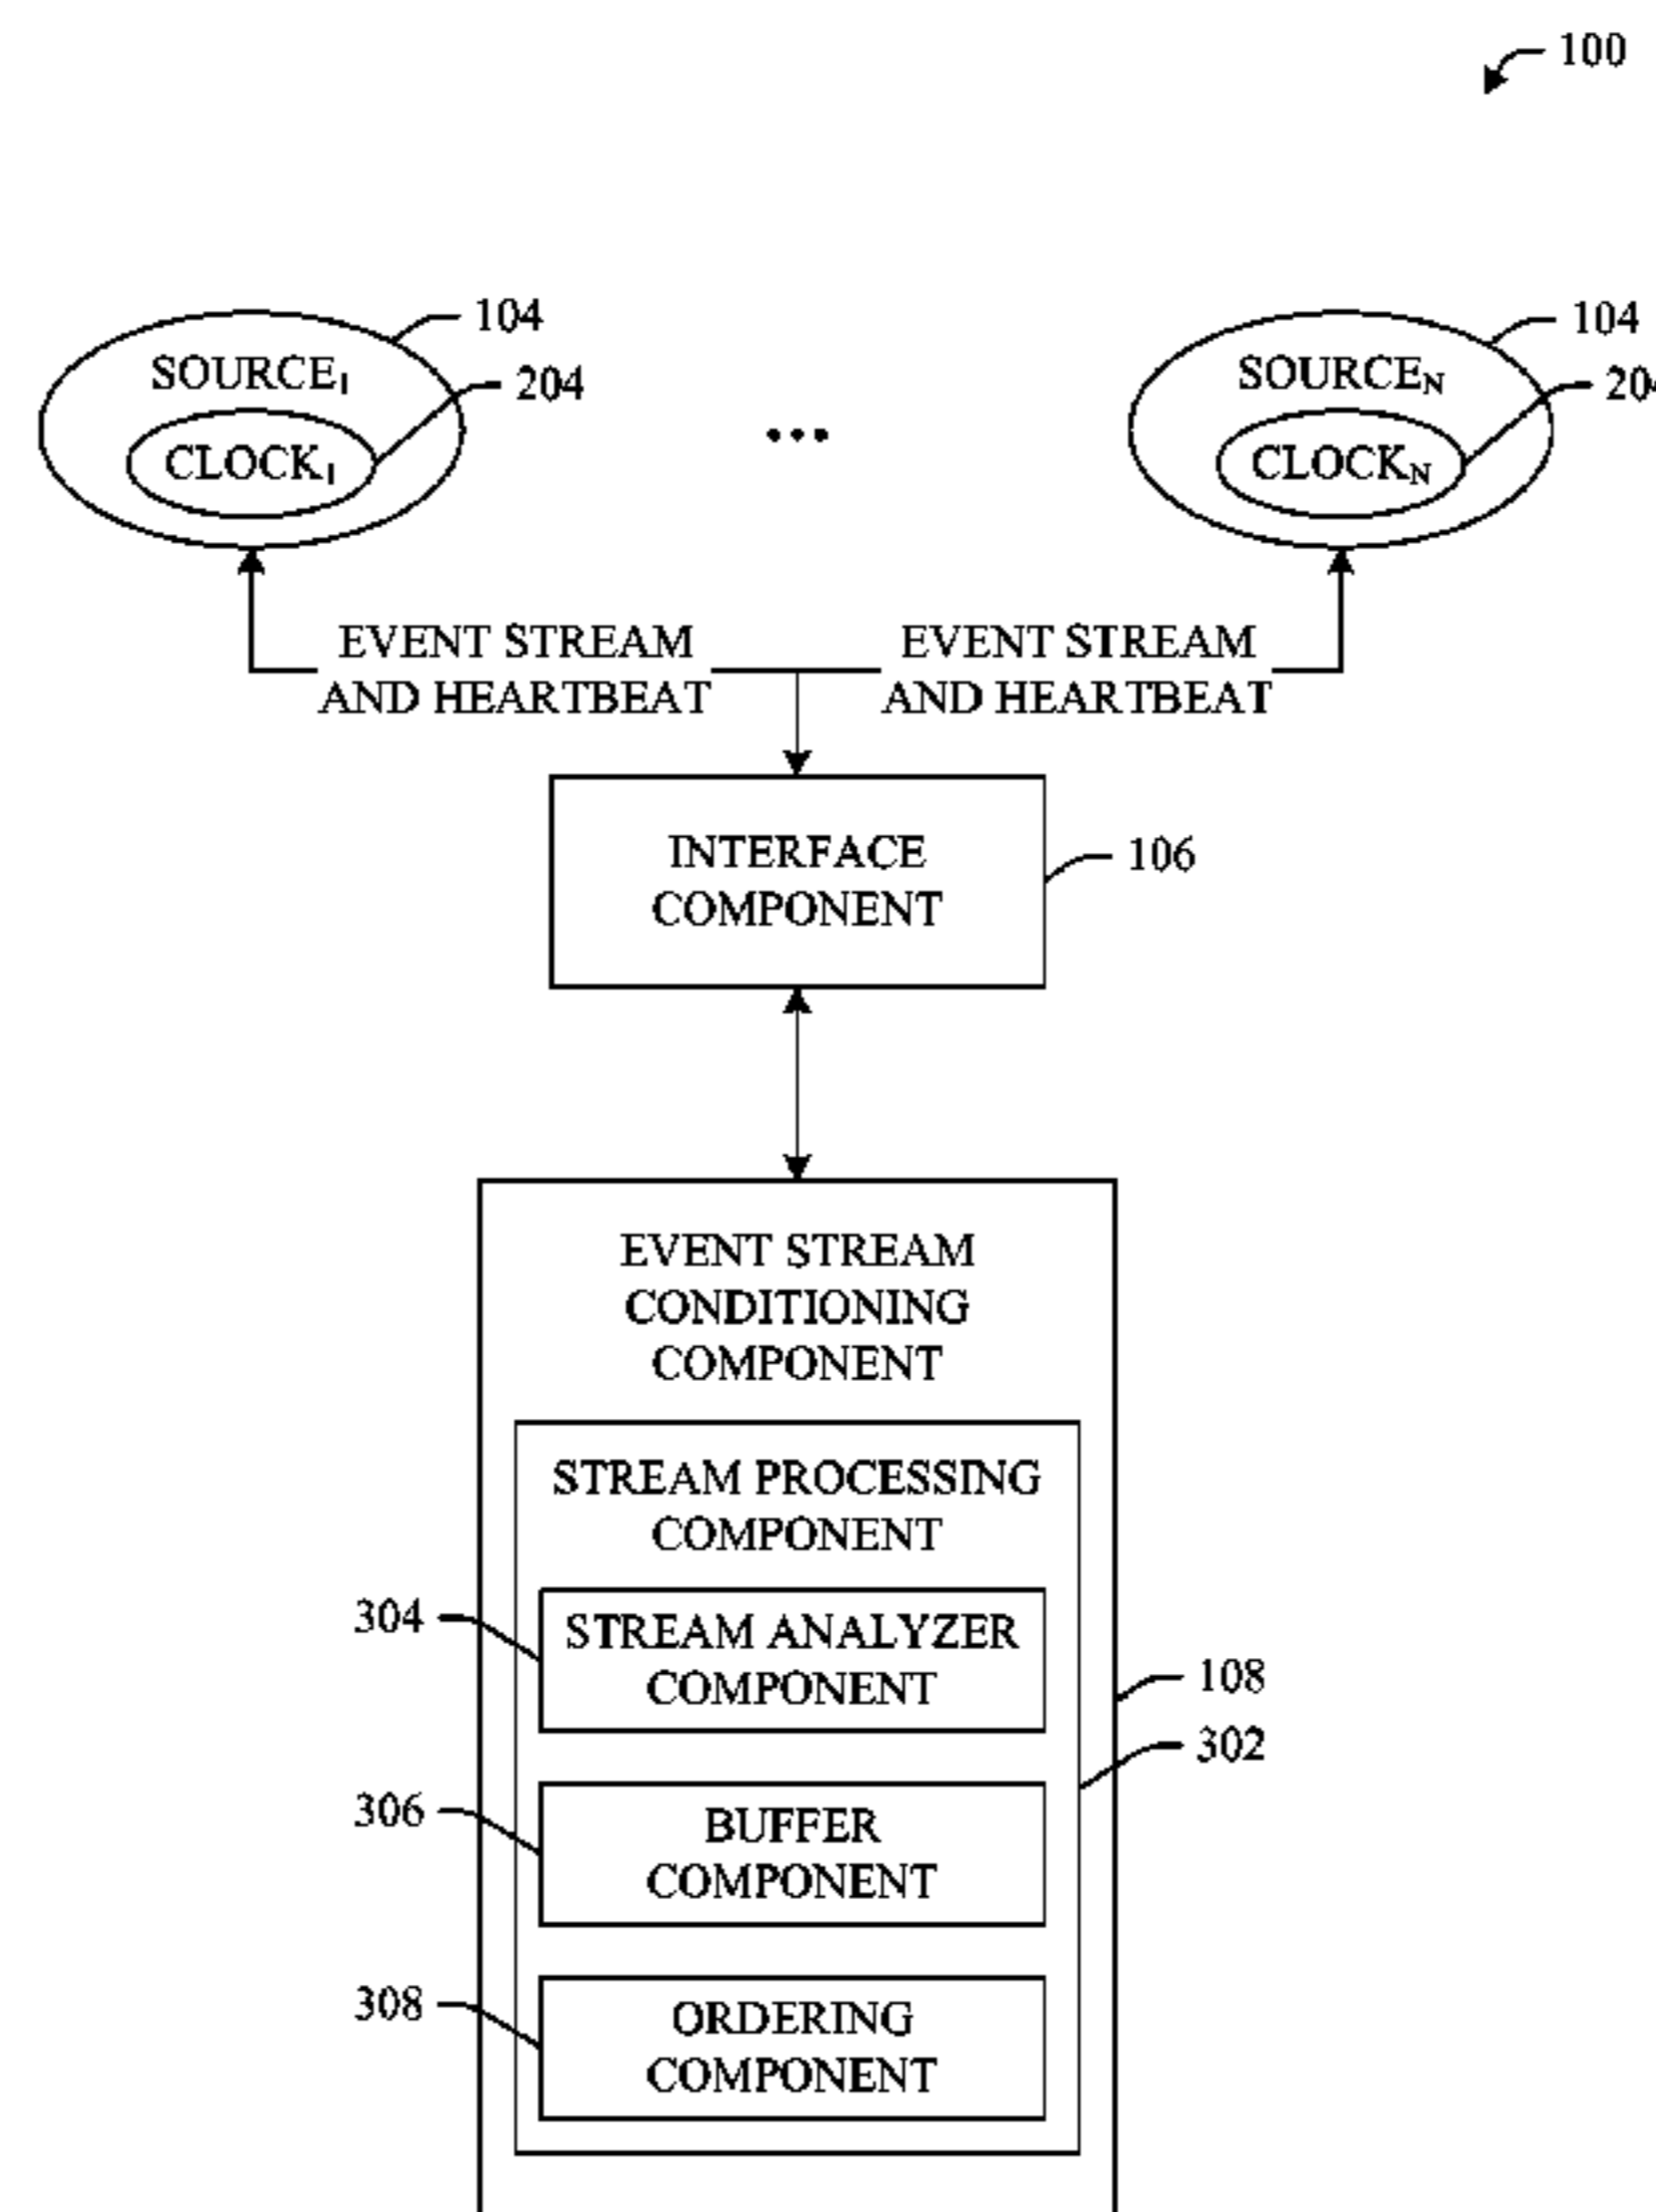 100
104
104
SOURCE₁
SOURCEN
204
204
CLOCK₁
CLOCKN
...
EVENT STREAM
AND HEARTBEAT
EVENT STREAM
AND HEARTBEAT
INTERFACE
COMPONENT
106
EVENT STREAM
CONDITIONING
COMPONENT
STREAM PROCESSING
COMPONENT
304
STREAM ANALYZER
COMPONENT
108
302
306
BUFFER
COMPONENT
308
ORDERING
COMPONENT